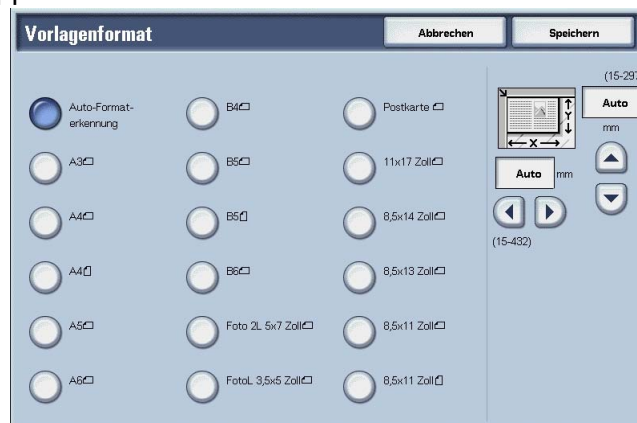 Vorlagenformat
Abbrechen
Speichern
Auto-Format-
erkennung
A3
A4
A4
A5
A6
B4
B5
B5
B6
Foto 2L 5x7 Zoll
FotoL 3,5x5 Zoll
Postkarte
11x17 Zoll
8,5x14 Zoll
8,5x13 Zoll
8,5x11 Zoll
8,5x11 Zoll
(15-297
Auto
mm
Y
X
Auto mm
(15-432)